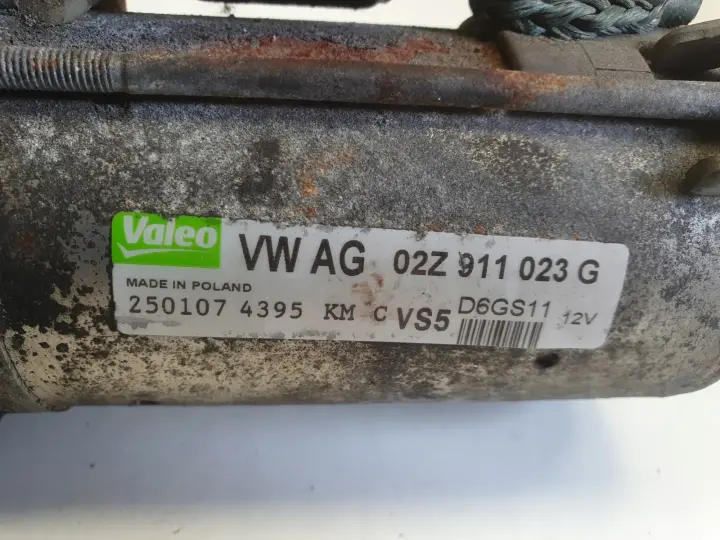 Valeo VW AG 02Z 911 023 G
MADE IN POLAND
250107 4395 KM C VS5 D6GS11 12V